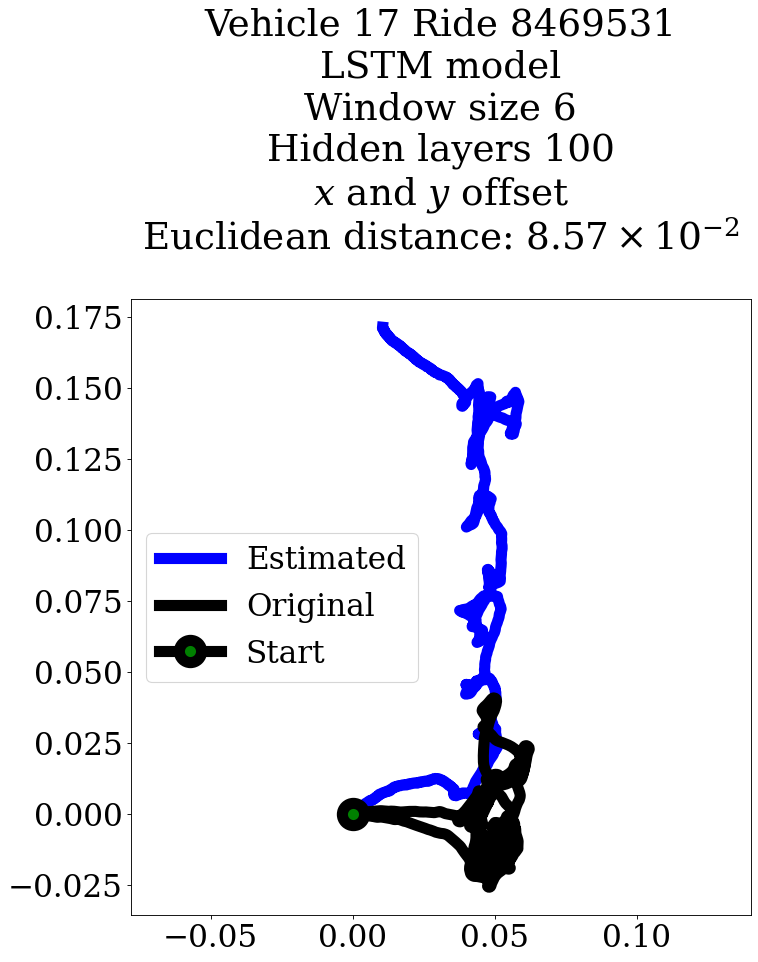 Vehicle 17 Ride 8469531
LSTM model
Window size 6
Hidden layers 100
x and y offset
Euclidean distance: 8.57 × 10⁻²
0.175
0.150
0.125
0.100
0.075
0.050
0.025
0.000
−0.025
Estimated
Original
Start
−0.05 0.00 0.05 0.10